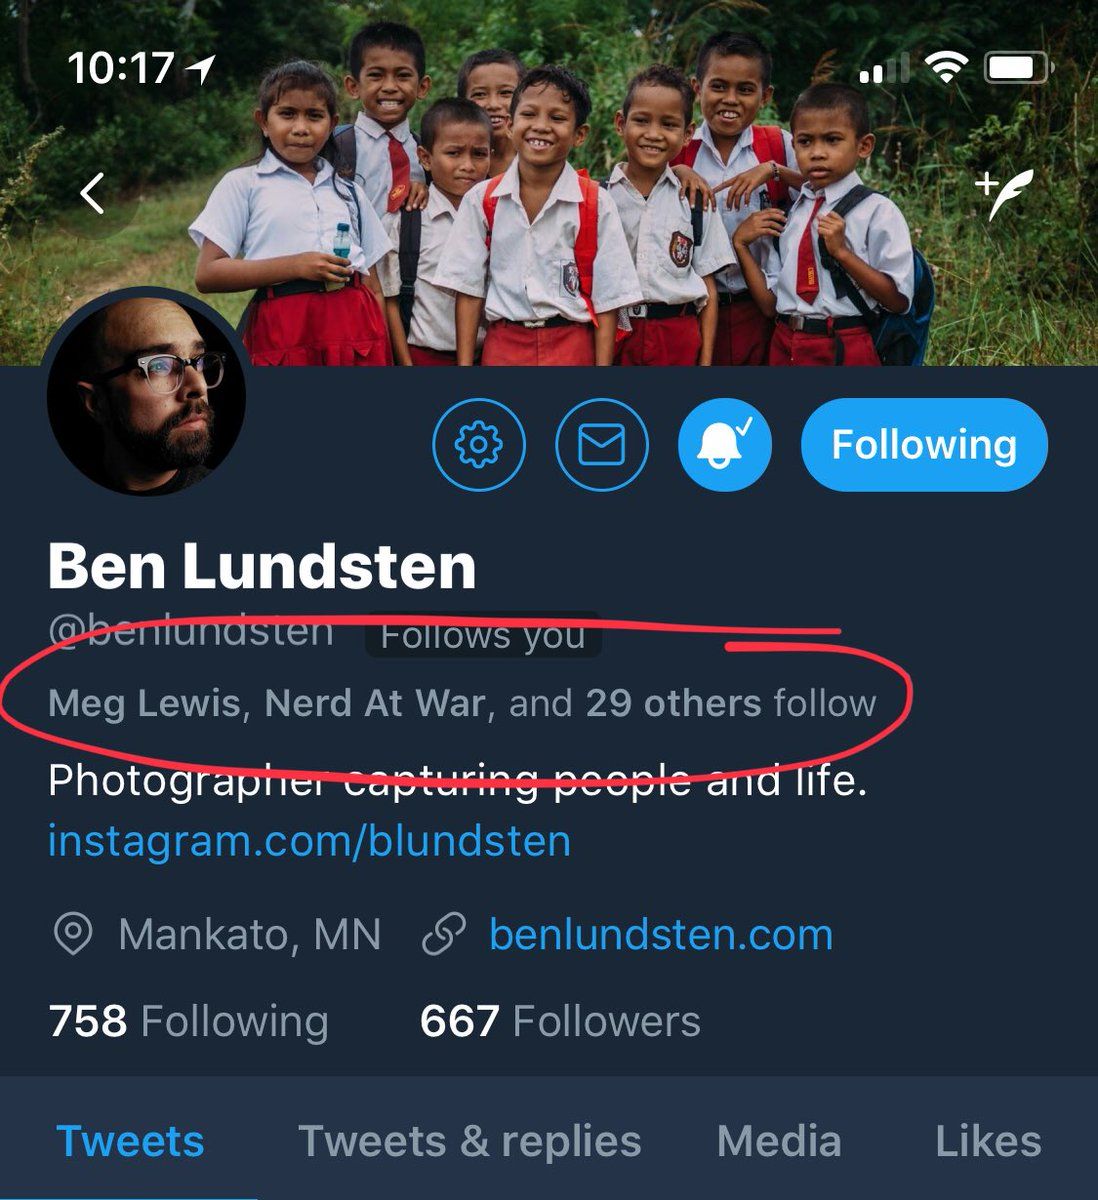 10:17
Following
Ben Lundsten
@benlundsten Follows you
Meg Lewis, Nerd At War, and 29 others follow
Photographer capturing people and life.
instagram.com/blundsten
Mankato, MN benlundsten.com
758 Following 667 Followers
Tweets Tweets & replies Media Likes